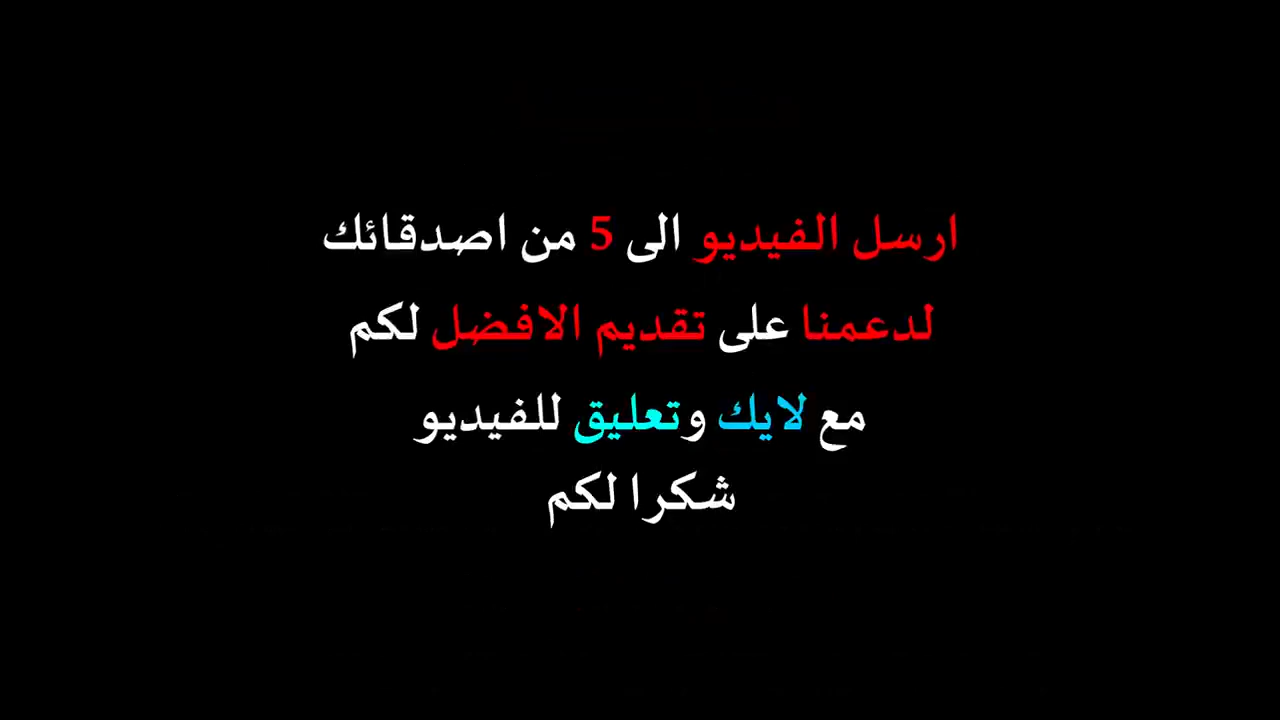 ارسل الفيديو الى 5 من اصدقائك
لدعمنا على تقديم الافضل لكم
مع لايك وتعليق للفيديو
شكرا لكم